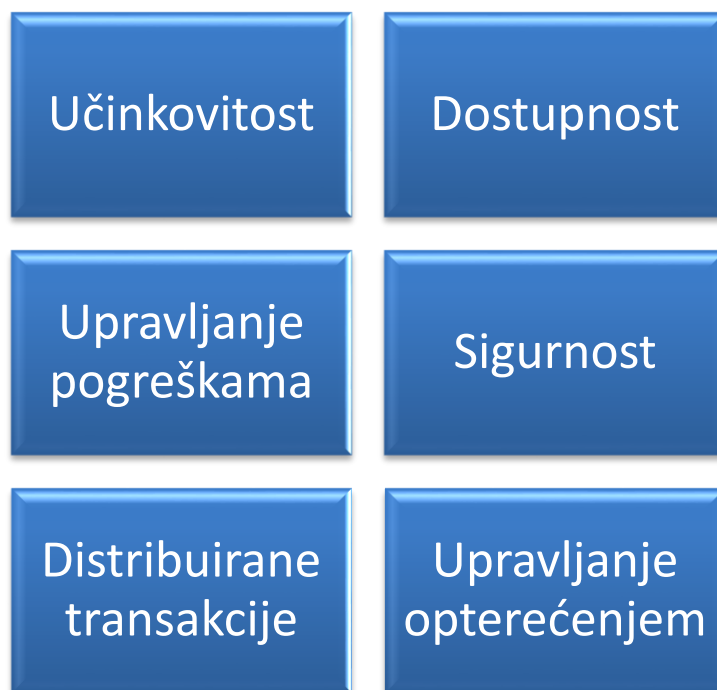 Učinkovitost
Dostupnost
Upravljanje
pogreškama
Sigurnost
Distribuirane
transakcije
Upravljanje
opterećenjem